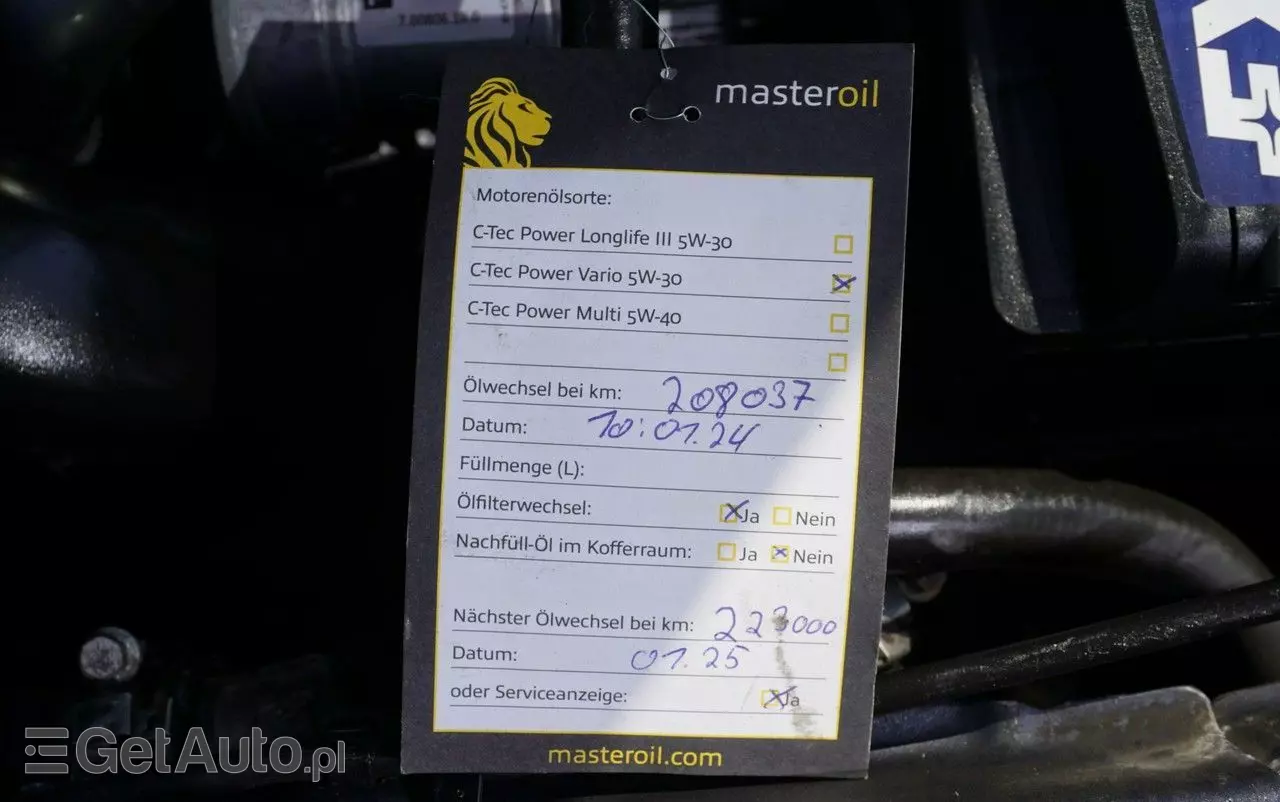 masteroil
Motorenölsorte:
C-Tec Power Longlife III 5W-30
C-Tec Power Vario 5W-30
C-Tec Power Multi 5W-40
Ölwechsel bei km: 208037
Datum: 10:01.24
Füllmenge (L):
Ölfilterwechsel: Ja Nein
Nachfüll-Öl im Kofferraum: Ja Nein
Nächster Ölwechsel bei km: 223000
Datum: 01.25
oder Serviceanzeige: Ja
masteroil.com
GetAuto.pl